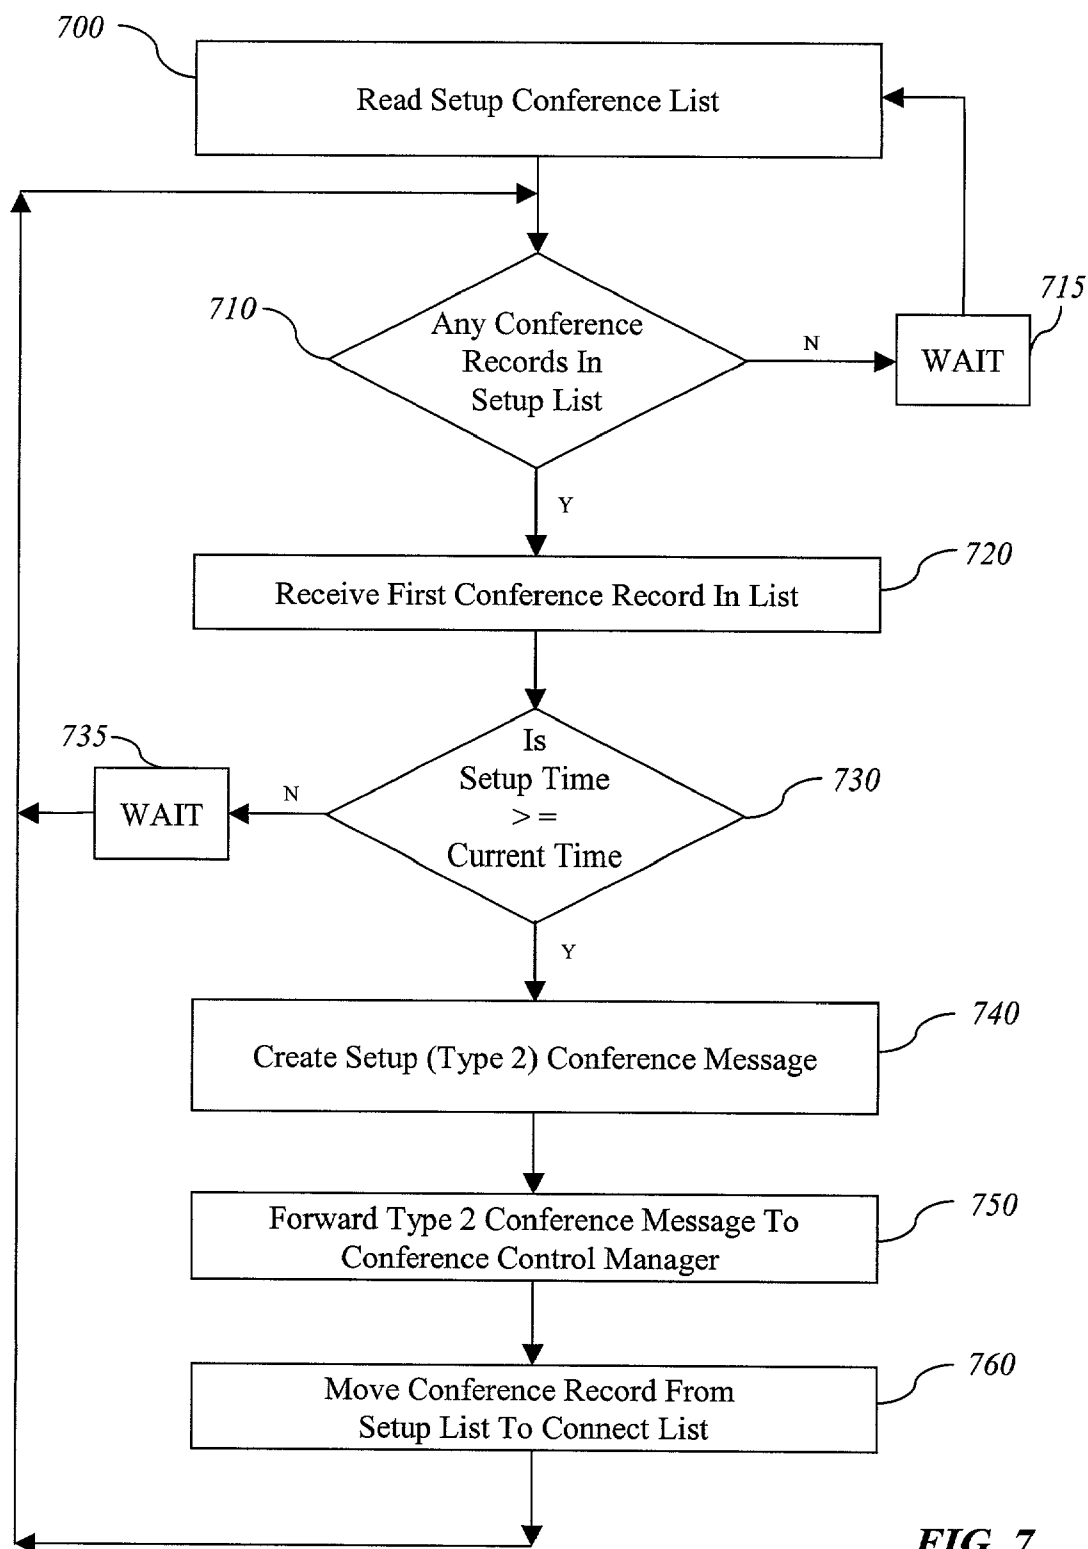 700
Read Setup Conference List
710
Any Conference
Records In
Setup List
N
715
WAIT
Y
720
Receive First Conference Record In List
735
WAIT
N
Is
Setup Time
> =
Current Time
730
Y
740
Create Setup (Type 2) Conference Message
750
Forward Type 2 Conference Message To
Conference Control Manager
760
Move Conference Record From
Setup List To Connect List
FIG. 7